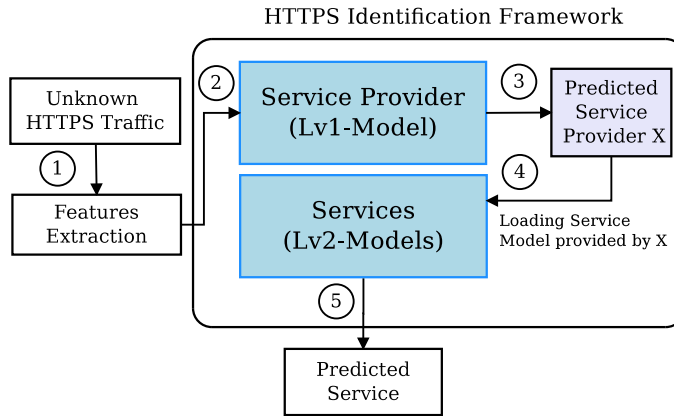 HTTPS Identification Framework
Unknown
HTTPS Traffic
1
Features
Extraction
2
Service Provider
(Lv1-Model)
3
Predicted
Service
Provider X
4
Loading Service
Model provided by X
Services
(Lv2-Models)
5
Predicted
Service